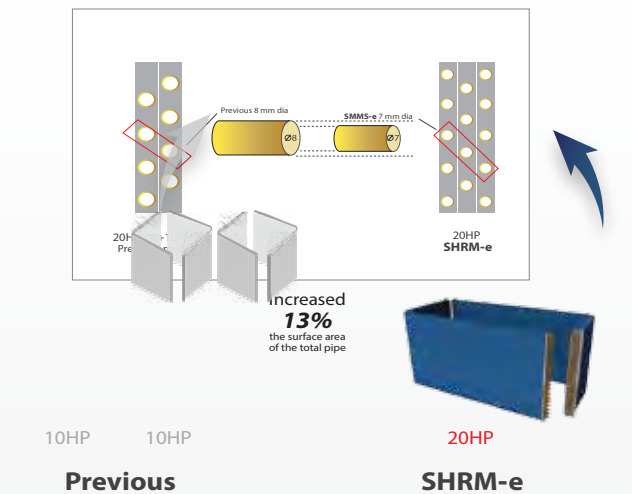 Previous 8 mm dia
SMMS-e 7 mm dia
Ø8
Ø7
20HP
SHRM-e
Increased
13%
the surface area
of the total pipe
10HP 10HP
20HP
Previous
SHRM-e